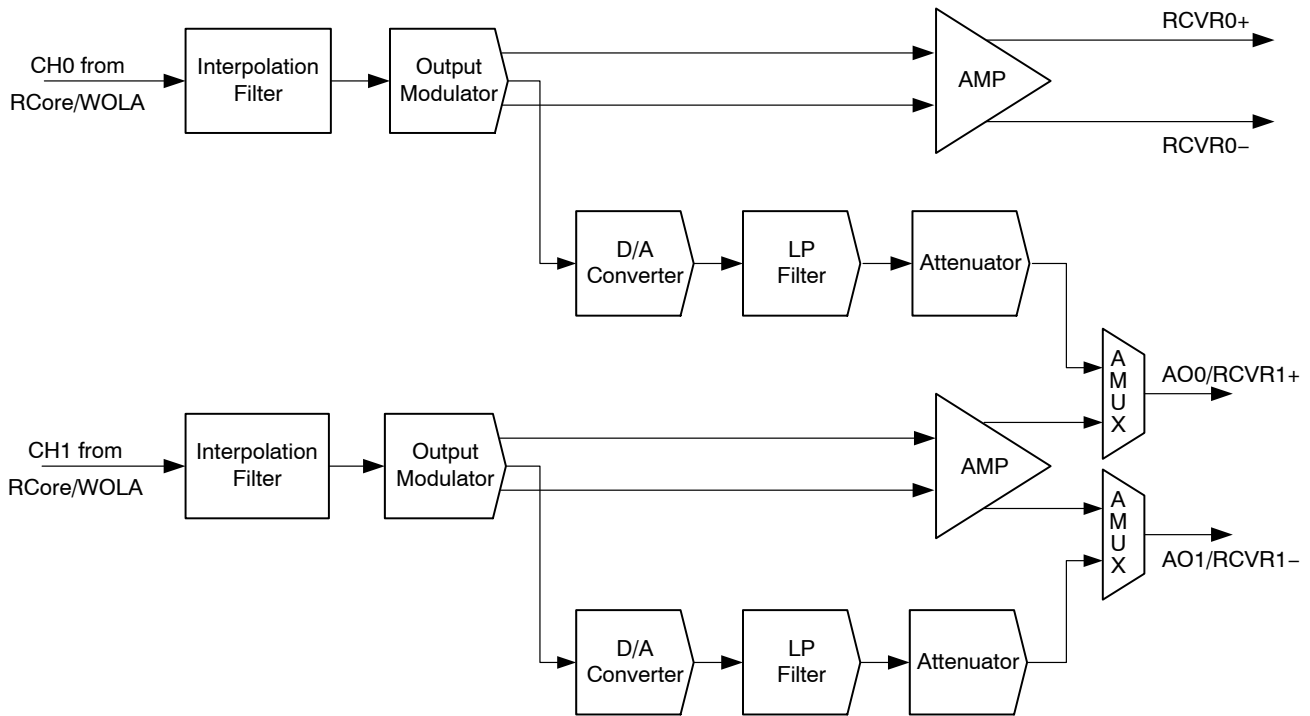 CH0 from
RCore/WOLA
Interpolation
Filter
Output
Modulator
AMP
RCVR0+
RCVR0−
D/A
Converter
LP
Filter
Attenuator
A
M
U
X
AO0/RCVR1+
CH1 from
RCore/WOLA
Interpolation
Filter
Output
Modulator
AMP
A
M
U
X
AO1/RCVR1−
D/A
Converter
LP
Filter
Attenuator